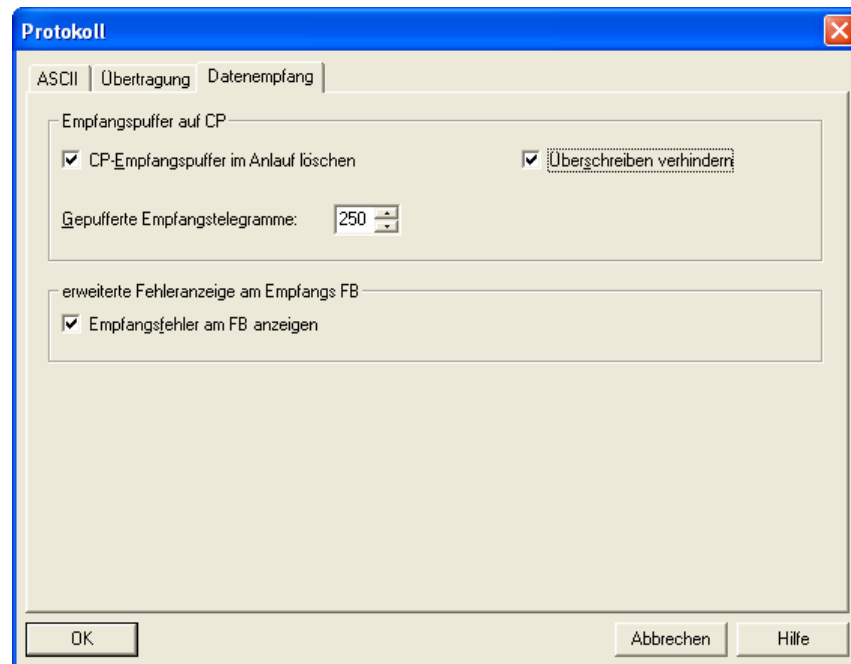 Protokoll
ASCII Übertragung Datenempfang
Empfangspuffer auf CP
CP-Empfangspuffer im Anlauf löschen Überschreiben verhindern
Gepufferte Empfangstelegramme: 250
erweiterte Fehleranzeige am Empfangs FB
Empfangsfehler am FB anzeigen
OK Abbrechen Hilfe